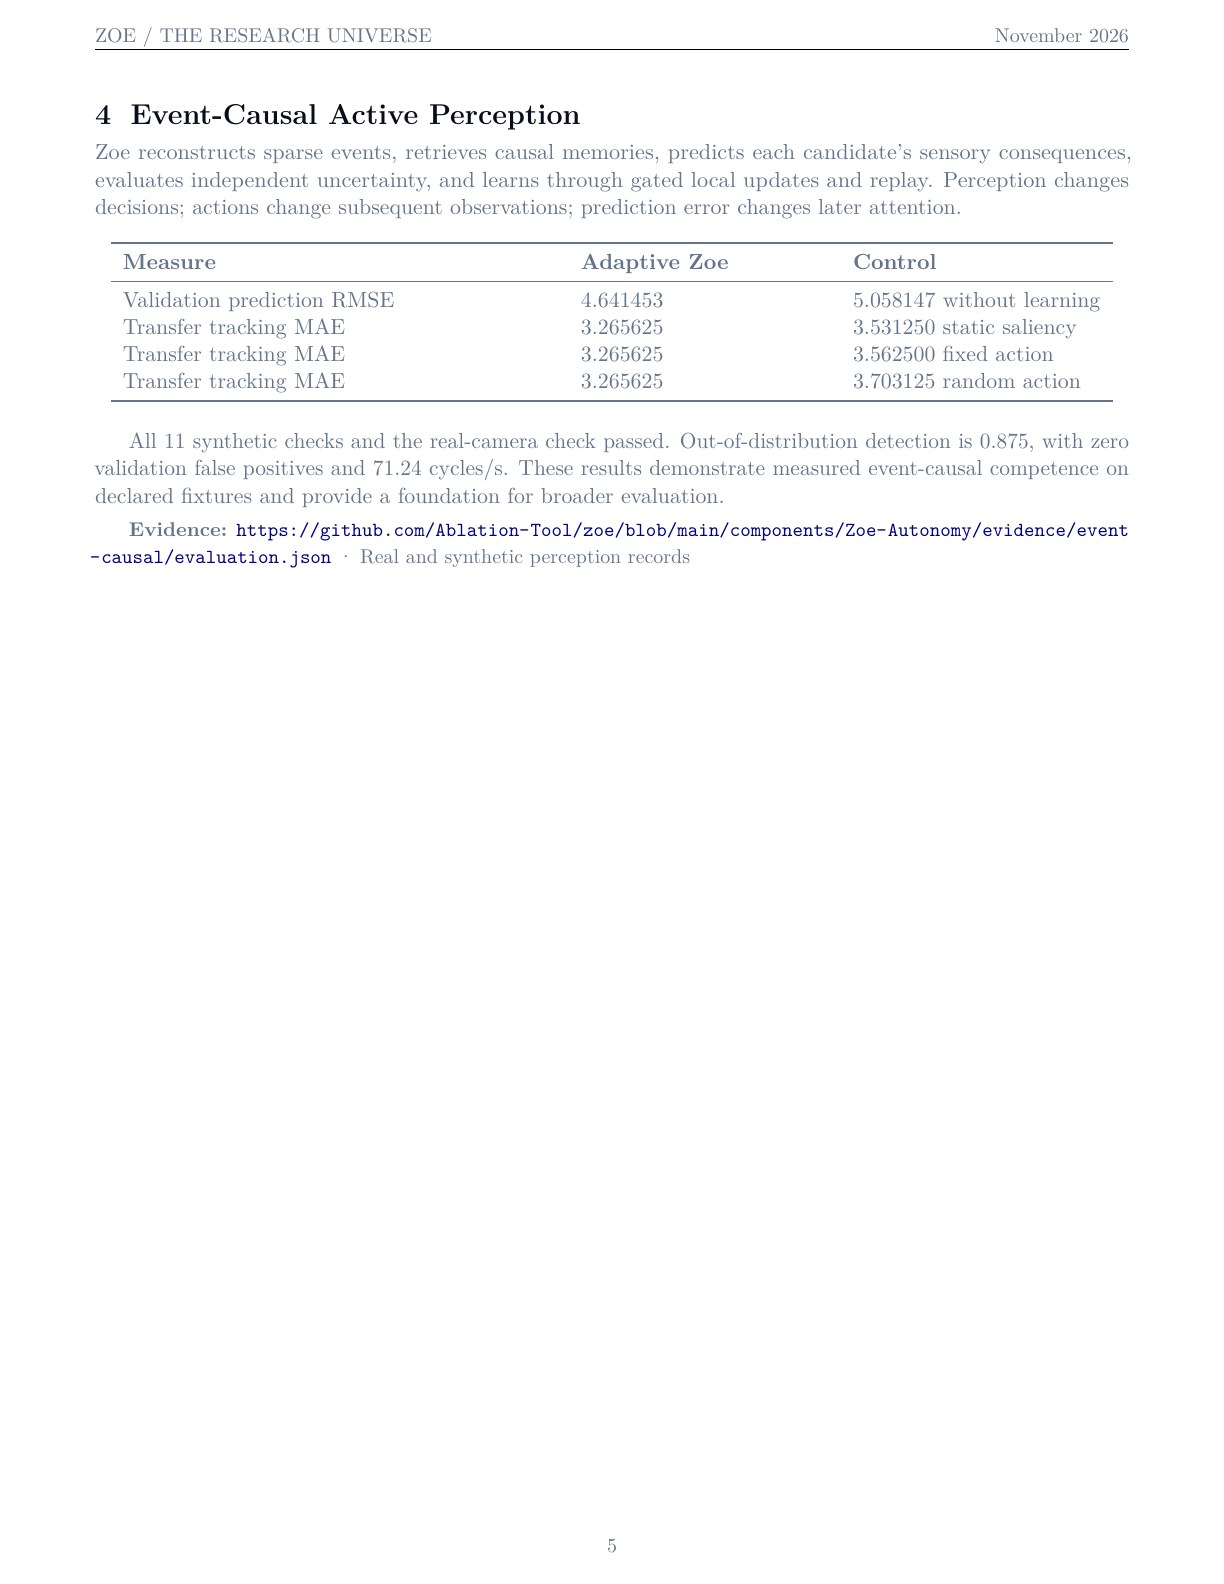 ZOE / THE RESEARCH UNIVERSE November 2026
4 Event-Causal Active Perception
Zoe reconstructs sparse events, retrieves causal memories, predicts each candidate's sensory consequences,
evaluates independent uncertainty, and learns through gated local updates and replay. Perception changes
decisions; actions change subsequent observations; prediction error changes later attention.
Measure Adaptive Zoe Control
Validation prediction RMSE 4.641453 5.058147 without learning
Transfer tracking MAE 3.265625 3.531250 static saliency
Transfer tracking MAE 3.265625 3.562500 fixed action
Transfer tracking MAE 3.265625 3.703125 random action
All 11 synthetic checks and the real-camera check passed. Out-of-distribution detection is 0.875, with zero
validation false positives and 71.24 cycles/s. These results demonstrate measured event-causal competence on
declared fixtures and provide a foundation for broader evaluation.
Evidence: https://github.com/Ablation-Tool/zoe/blob/main/components/Zoe-Autonomy/evidence/event
-causal/evaluation.json · Real and synthetic perception records
5